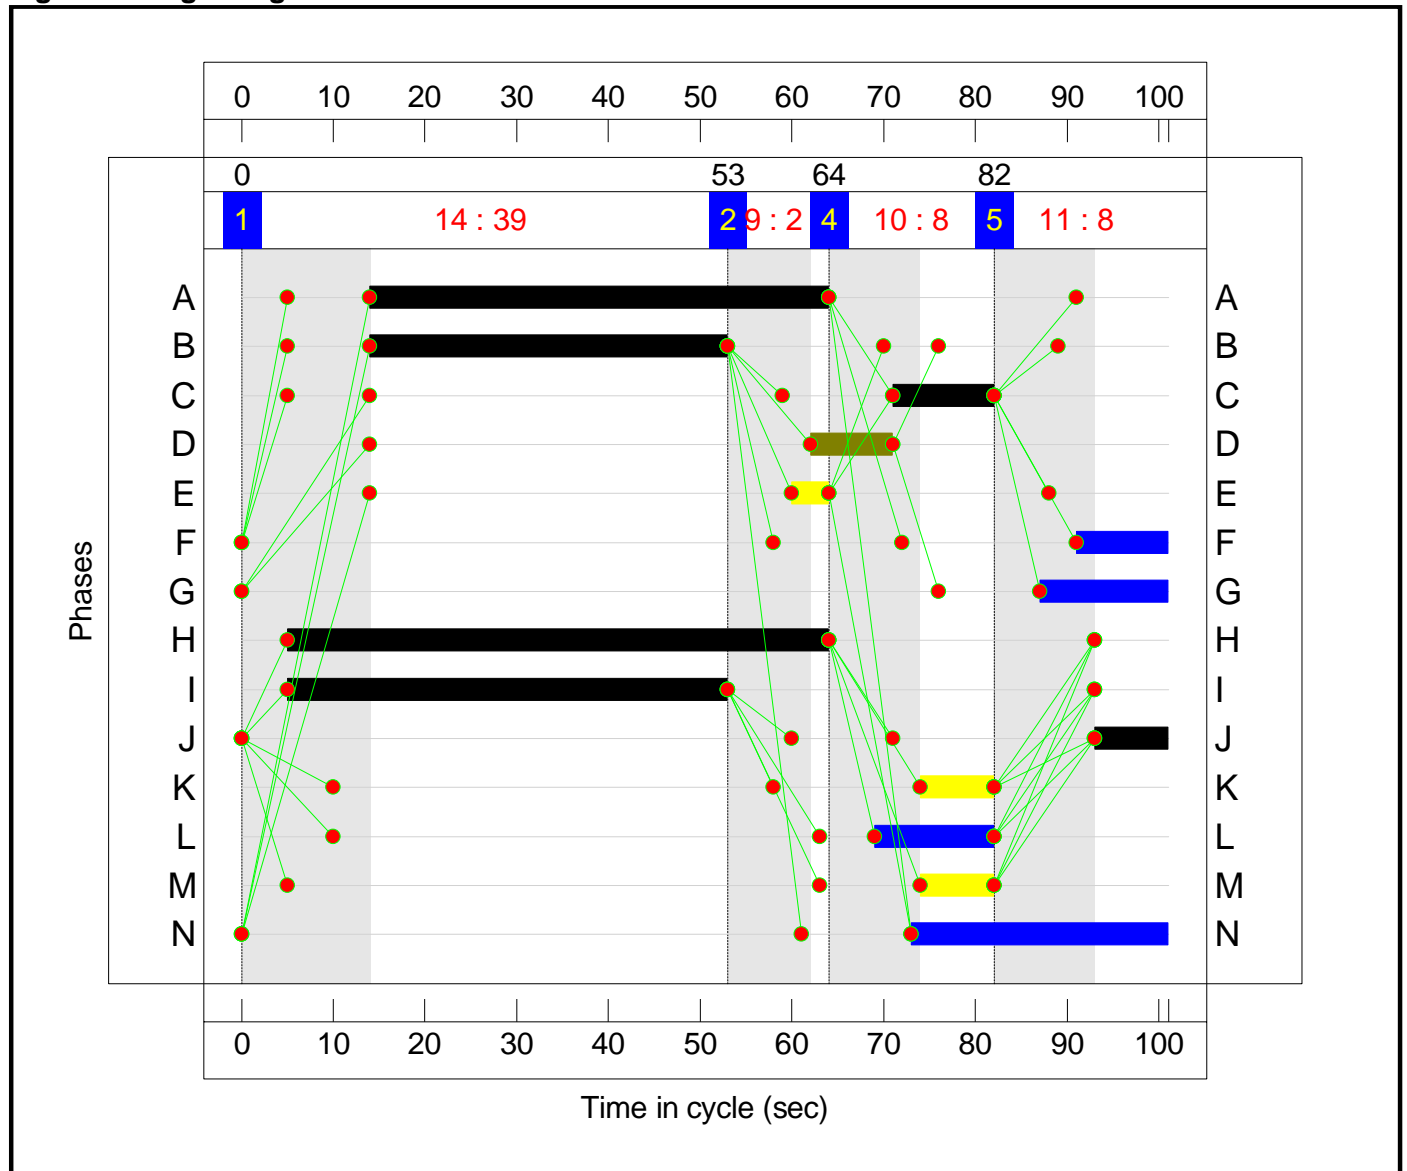 0 10 20 30 40 50 60 70 80 90 100
0 53 64 82
1 14 : 39 2 9 : 2 4 10 : 8 5 11 : 8
A A
B B
C C
D D
E E
F F
G G
H H
I I
J J
K K
L L
M M
N N
Phases
0 10 20 30 40 50 60 70 80 90 100
Time in cycle (sec)